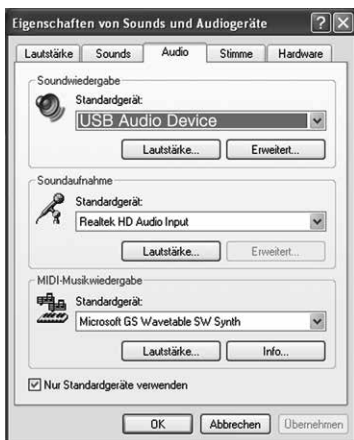 Eigenschaften von Sounds und Audiogeräte
Lautstärke Sounds Audio Stimme Hardware
Soundwiedergabe
Standardgerät:
USB Audio Device
Lautstärke... Erweitert...
Soundaufnahme
Standardgerät:
Realtek HD Audio Input
Lautstärke... Erweitert...
MIDI-Musikwiedergabe
Standardgerät:
Microsoft GS Wavetable SW Synth
Lautstärke... Info...
Nur Standardgeräte verwenden
OK Abbrechen Übernehmen